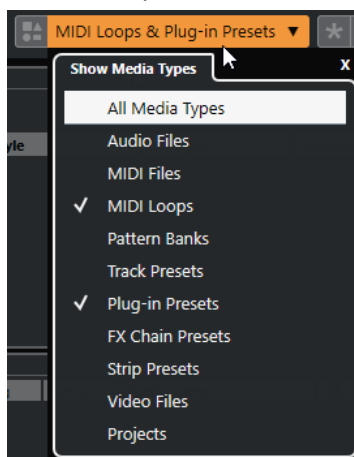 MIDI Loops & Plug-in Presets
Show Media Types X
All Media Types
Audio Files
yle
MIDI Files
MIDI Loops
Pattern Banks
Track Presets
Plug-in Presets
FX Chain Presets
Strip Presets
Video Files
Projects